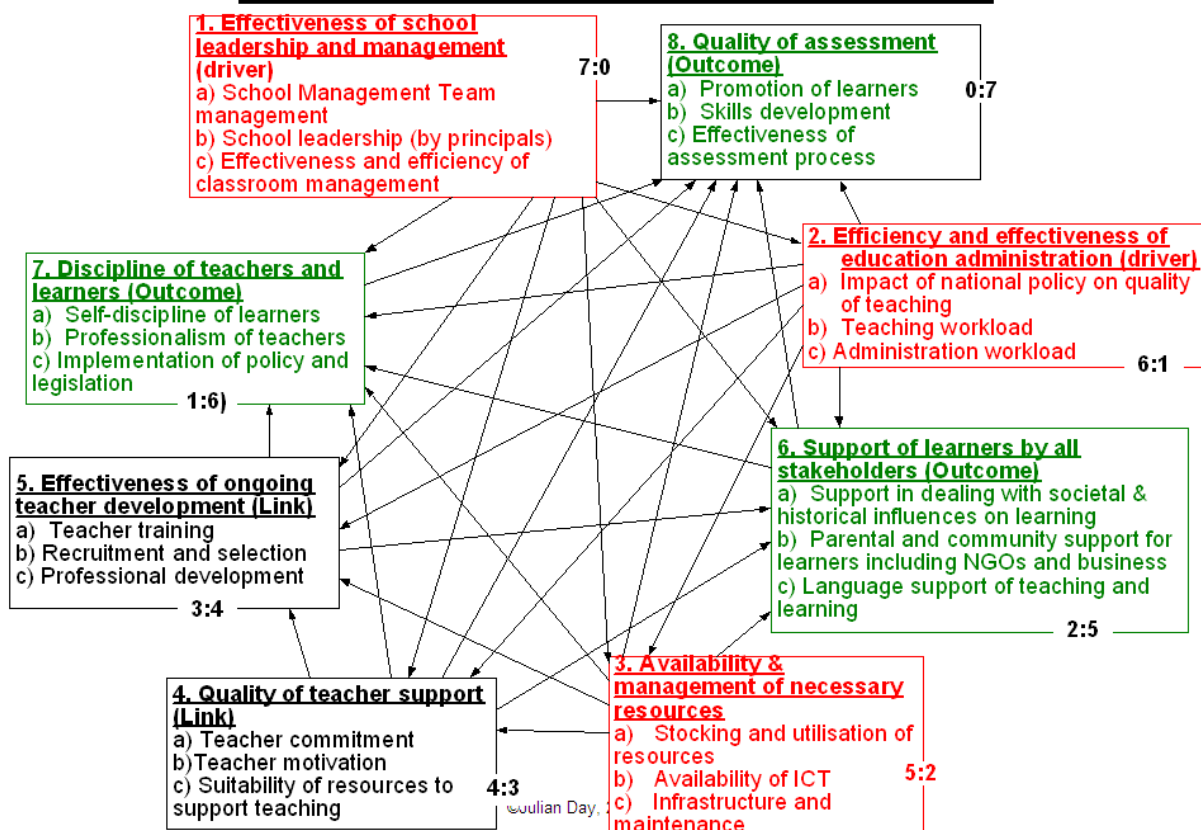 1. Effectiveness of school
leadership and management
(driver)
a) School Management Team
management
b) School leadership (by principals)
c) Effectiveness and efficiency of
classroom management
7:0
8. Quality of assessment
(Outcome)
a) Promotion of learners
b) Skills development
c) Effectiveness of
assessment process
0:7
2. Efficiency and effectiveness of
education administration (driver)
a) Impact of national policy on quality
of teaching
b) Teaching workload
c) Administration workload
6:1
7. Discipline of teachers and
learners (Outcome)
a) Self-discipline of learners
b) Professionalism of teachers
c) Implementation of policy and
legislation
1:6)
6. Support of learners by all
stakeholders (Outcome)
a) Support in dealing with societal &
historical influences on learning
b) Parental and community support for
learners including NGOs and business
c) Language support of teaching and
learning
2:5
5. Effectiveness of ongoing
teacher development (Link)
a) Teacher training
b) Recruitment and selection
c) Professional development
3:4
4. Quality of teacher support
(Link)
a) Teacher commitment
b)Teacher motivation
c) Suitability of resources to
support teaching
4:3
3. Availability &
management of necessary
resources
a) Stocking and utilisation of
resources
b) Availability of ICT
c) Infrastructure and
maintenance
5:2
©Julian Day,